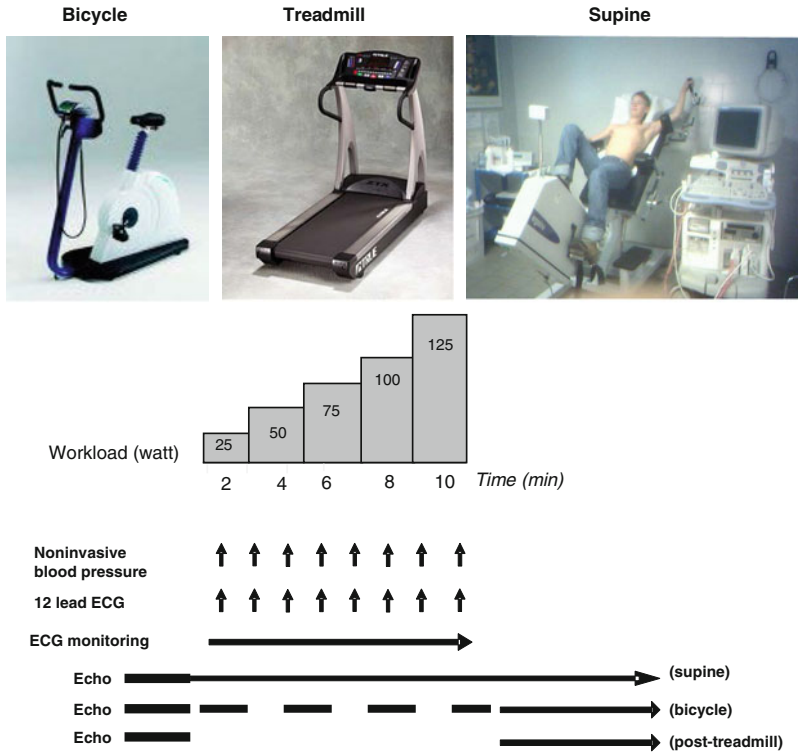 Bicycle
Treadmill
Supine
TRUE
125
100
75
50
25
Workload (watt)
2 4 6 8 10 Time (min)
Noninvasive
blood pressure
12 lead ECG
ECG monitoring
Echo (supine)
Echo (bicycle)
Echo (post-treadmill)